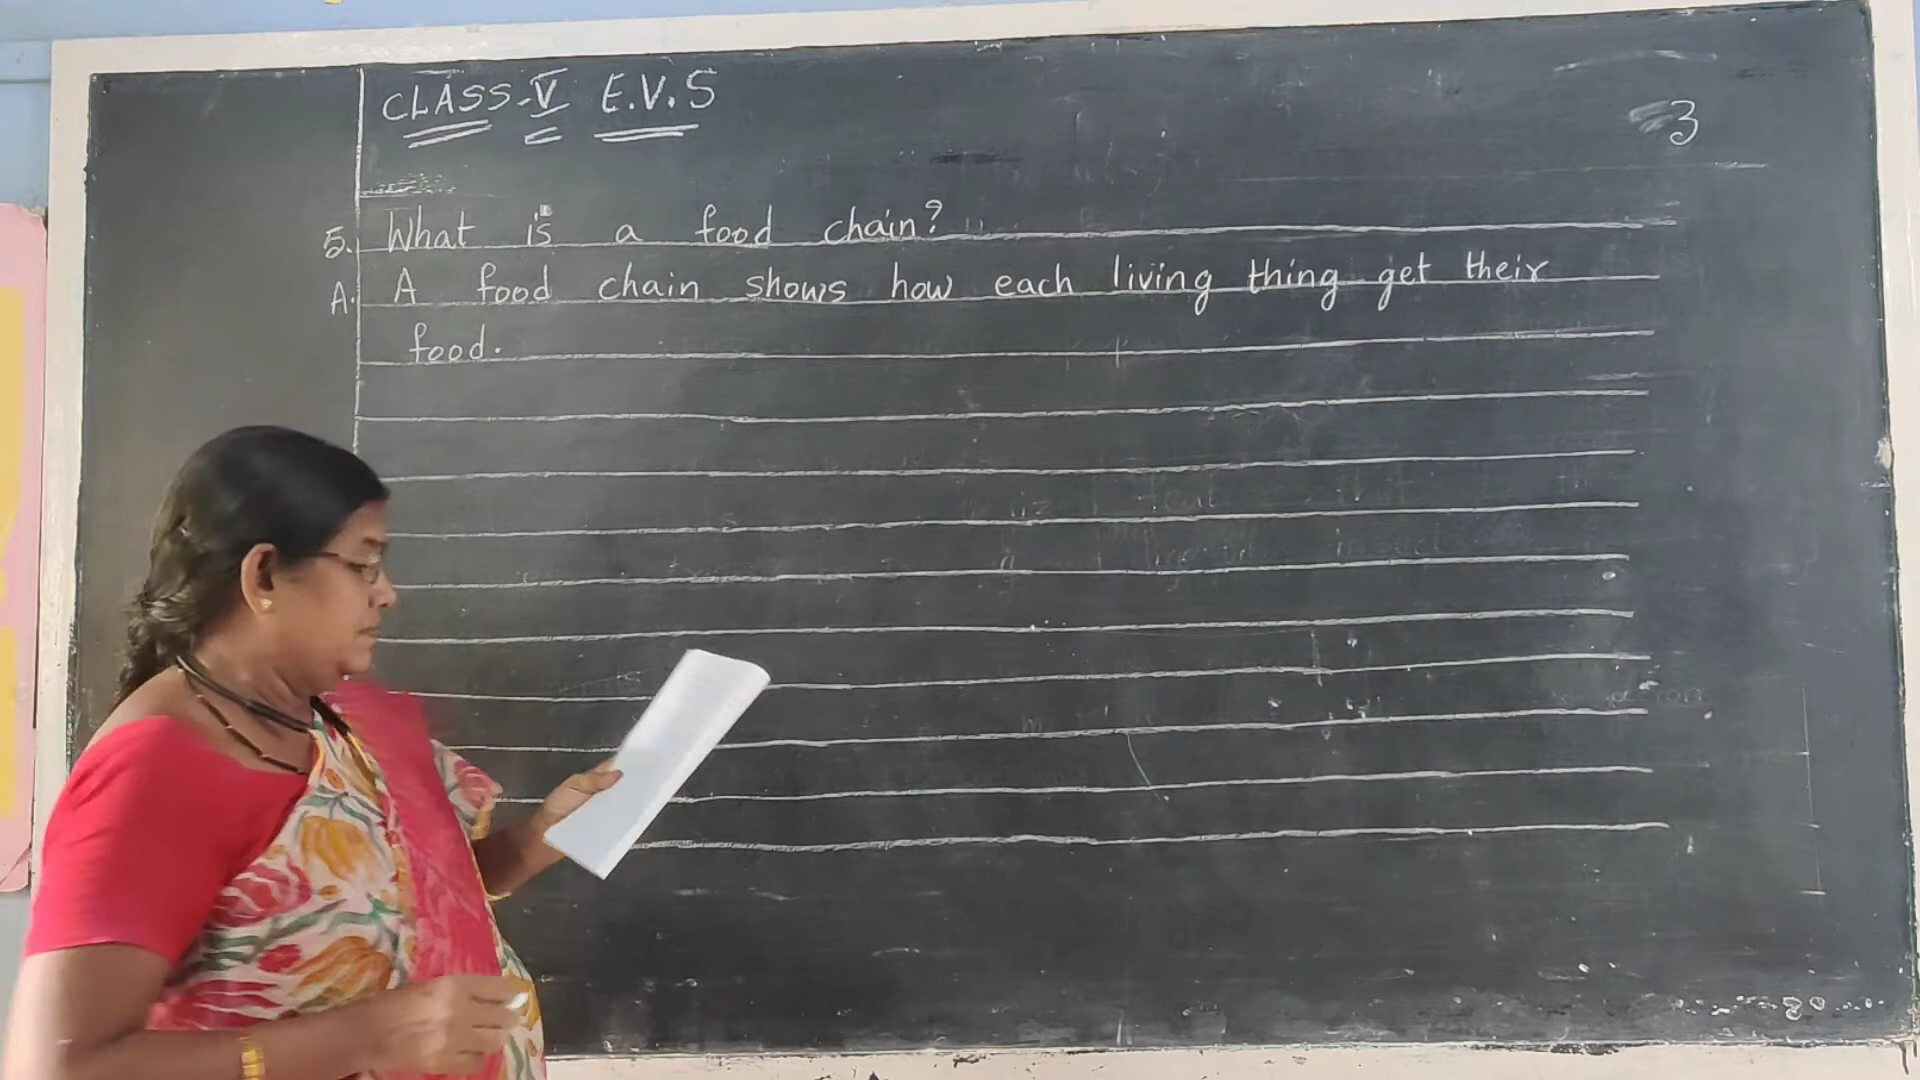 CLASS-V E.V.S
3
5. What is a food chain?
A. A food chain shows how each living thing get their
food.